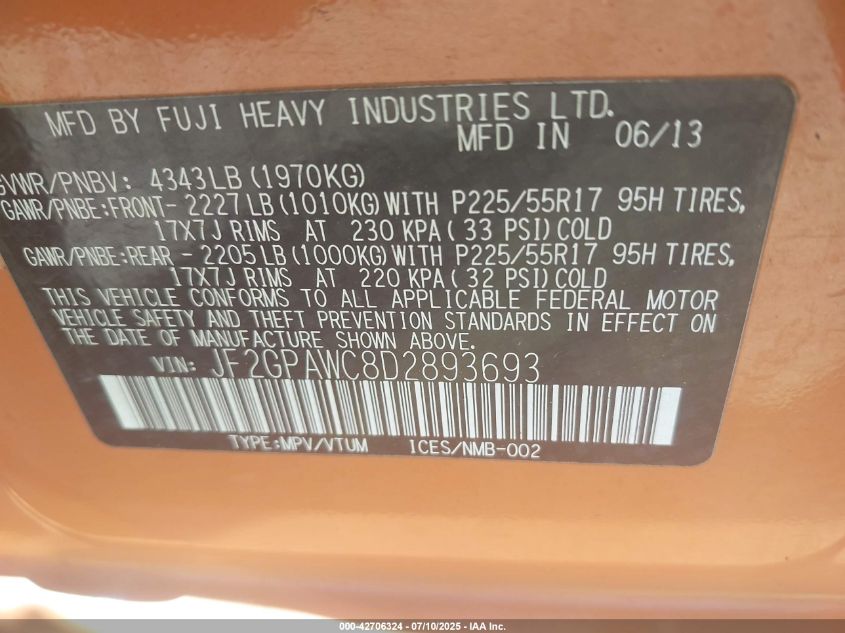 MFD BY FUJI HEAVY INDUSTRIES LTD.
MFD IN 06/13
GVWR/PNBV: 4343LB (1970KG)
GAWR/PNBE:FRONT- 2227 LB (1010KG) WITH P225/55R17 95H TIRES,
17X7J RIMS AT 230 KPA ( 33 PSI) COLD
GAWR/PNBE:REAR - 2205 LB (1000KG) WITH P225/55R17 95H TIRES,
17X7J RIMS AT 220 KPA ( 32 PSI) COLD
THIS VEHICLE CONFORMS TO ALL APPLICABLE FEDERAL MOTOR
VEHICLE SAFETY AND THEFT PREVENTION STANDARDS IN EFFECT ON
THE DATE OF MANUFACTURE SHOWN ABOVE.
VIN: JF2GPAWC8D2893693
TYPE:MPV/VTUM ICES/NMB-002
000-42706324 - 07/10/2025 - IAA Inc.